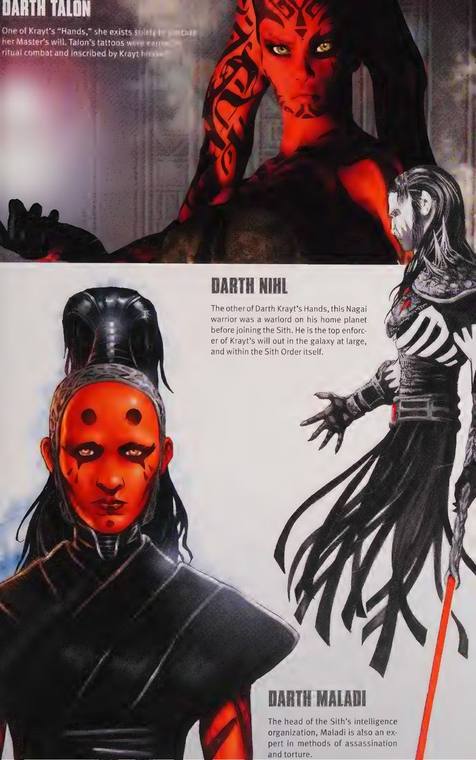 DARTH TALON
One of Krayt's "Hands," she exists solely to
her Master's will. Talon's tattoos were
ritual combat and inscribed by Krayt
DARTH NIHL
The other of Darth Krayt's Hands, this Nagai
warrior was a warlord on his home planet
before joining the Sith. He is the top enforc-
er of Krayt's will out in the galaxy at large,
and within the Sith Order itself.
DARTH MALADI
The head of the Sith's intelligence
organization, Maladi is also an ex-
pert in methods of assassination
and torture.